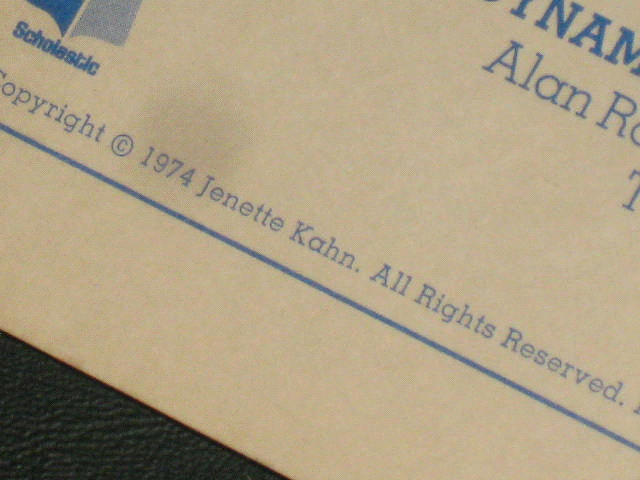 Scholastic
Alan
Copyright © 1974 Jenette Kahn. All Rights Reserved.